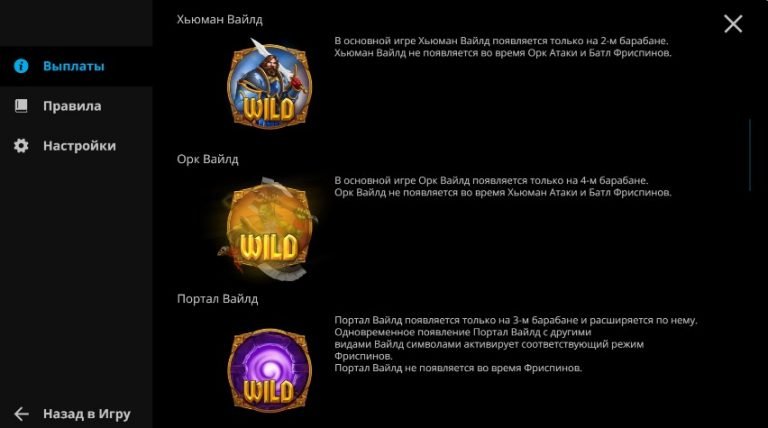 Хьюман Вайлд
WILD
В основной игре Хьюман Вайлд появляется только на 2-м барабане.
Хьюман Вайлд не появляется во время Орк Атаки и Батл Фриспинов.
Выплаты
Правила
Настройки
Орк Вайлд
WILD
В основной игре Орк Вайлд появляется только на 4-м барабане.
Орк Вайлд не появляется во время Хьюман Атаки и Батл Фриспинов.
Портал Вайлд
WILD
Портал Вайлд появляется только на 3-м барабане и расширяется по нему.
Одновременное появление Портал Вайлд с другими
видами Вайлд символами активирует соответствующий режим
Фриспинов.
Портал Вайлд не появляется во время Фриспинов.
Назад в Игру